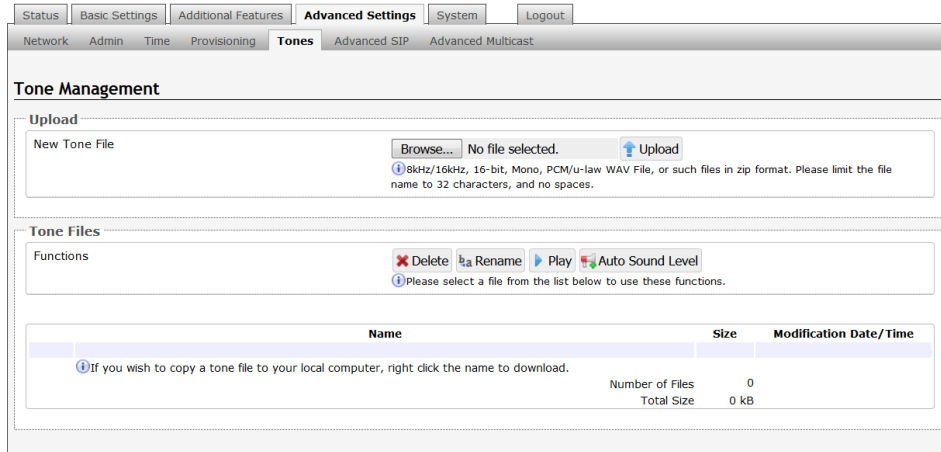 Status Basic Settings Additional Features Advanced Settings System Logout
Network Admin Time Provisioning Tones Advanced SIP Advanced Multicast
Tone Management
Upload
New Tone File Browse... No file selected. Upload
8kHz/16kHz, 16-bit, Mono, PCM/u-law WAV File, or such files in zip format. Please limit the file
name to 32 characters, and no spaces.
Tone Files
Functions Delete Rename Play Auto Sound Level
Please select a file from the list below to use these functions.
Name Size Modification Date/Time
If you wish to copy a tone file to your local computer, right click the name to download.
Number of Files 0
Total Size 0 kB